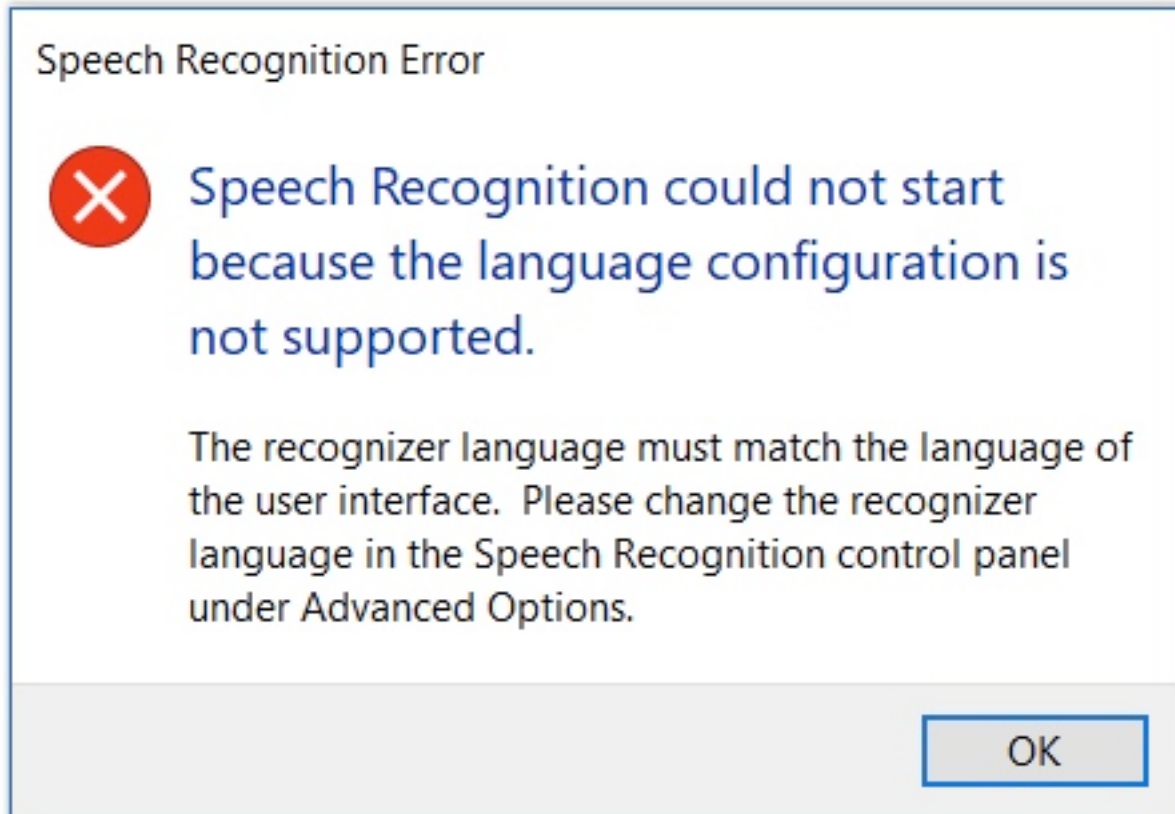 Speech Recognition Error
Speech Recognition could not start
because the language configuration is
not supported.
The recognizer language must match the language of
the user interface.  Please change the recognizer
language in the Speech Recognition control panel
under Advanced Options.
OK